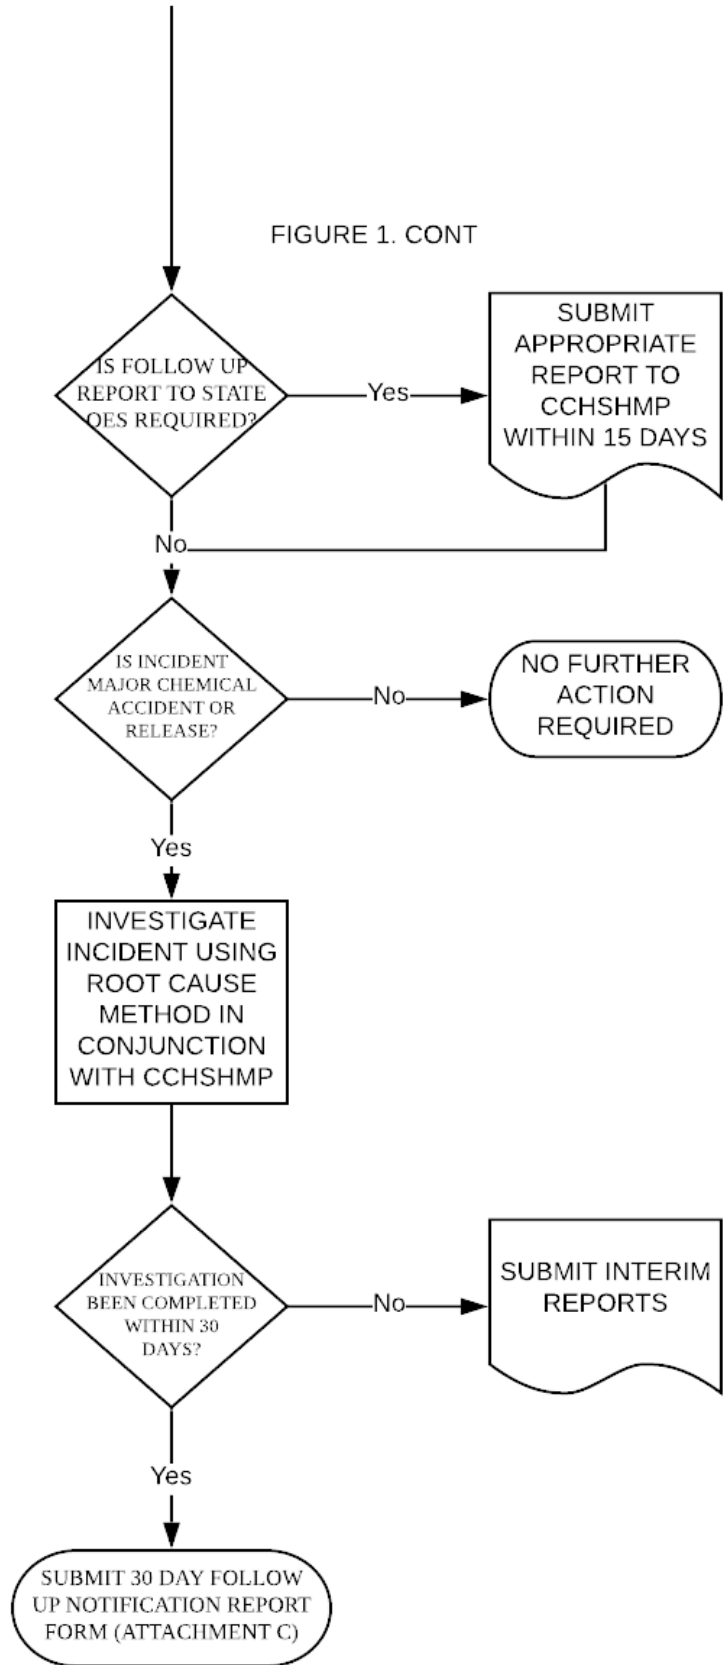 FIGURE 1. CONT
IS FOLLOW UP
REPORT TO STATE
OES REQUIRED?
Yes
SUBMIT
APPROPRIATE
REPORT TO
CCHSHMP
WITHIN 15 DAYS
No
IS INCIDENT
MAJOR CHEMICAL
ACCIDENT OR
RELEASE?
No
NO FURTHER
ACTION
REQUIRED
Yes
INVESTIGATE
INCIDENT USING
ROOT CAUSE
METHOD IN
CONJUNCTION
WITH CCHSHMP
INVESTIGATION
BEEN COMPLETED
WITHIN 30
DAYS?
No
SUBMIT INTERIM
REPORTS
Yes
SUBMIT 30 DAY FOLLOW
UP NOTIFICATION REPORT
FORM (ATTACHMENT C)